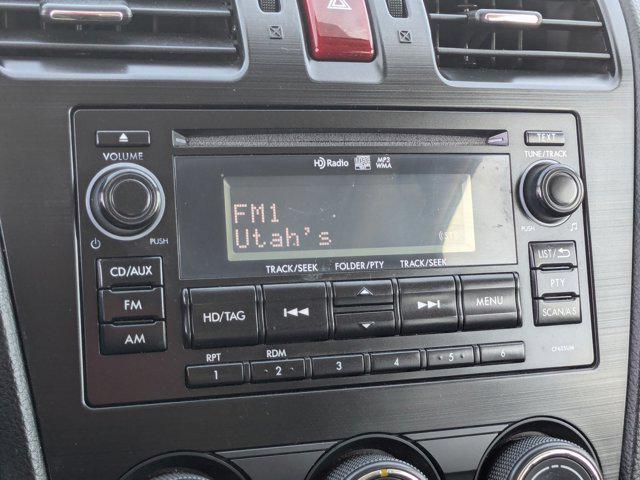 VOLUME
PUSH
HD Radio
MP3
WMA
TEXT
TUNE/TRACK
PUSH
FM1
Utah's
(ST)
TRACK/SEEK FOLDER/PTY TRACK/SEEK
CD/AUX
FM
AM
HD/TAG
MENU
LIST/
PTY
SCAN/A.S
RPT RDM
1 2 3 4 5 6